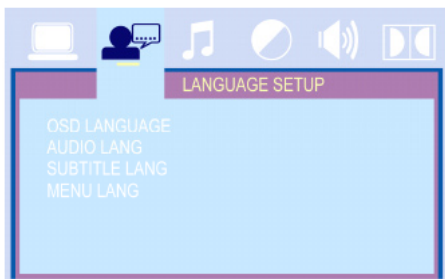 LANGUAGE SETUP
OSD LANGUAGE
AUDIO LANG
SUBTITLE LANG
MENU LANG